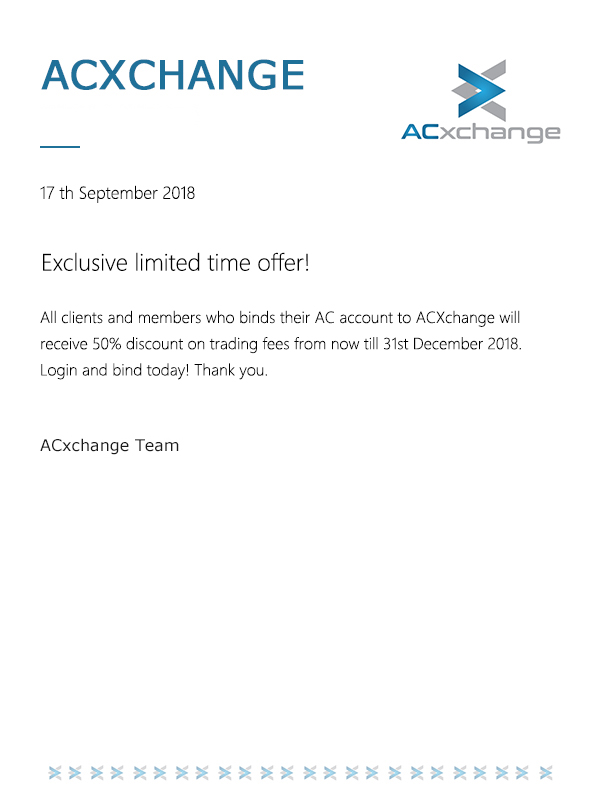 ACXCHANGE
ACxchange
17 th September 2018
Exclusive limited time offer!
All clients and members who binds their AC account to ACXchange will
receive 50% discount on trading fees from now till 31st December 2018.
Login and bind today! Thank you.
ACxchange Team